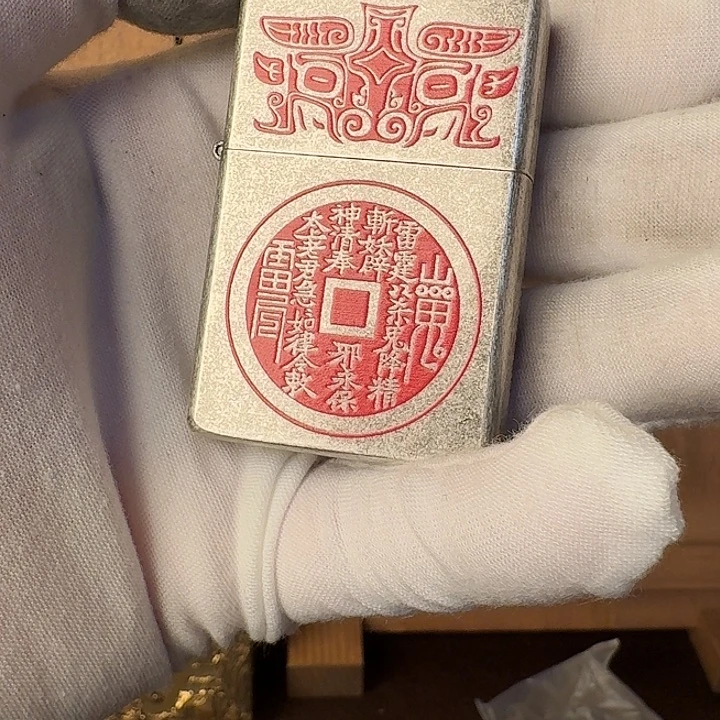 雷霆
杀鬼降精
斬妖辟
邪永保
神清奉
太上老君急急如律令敕